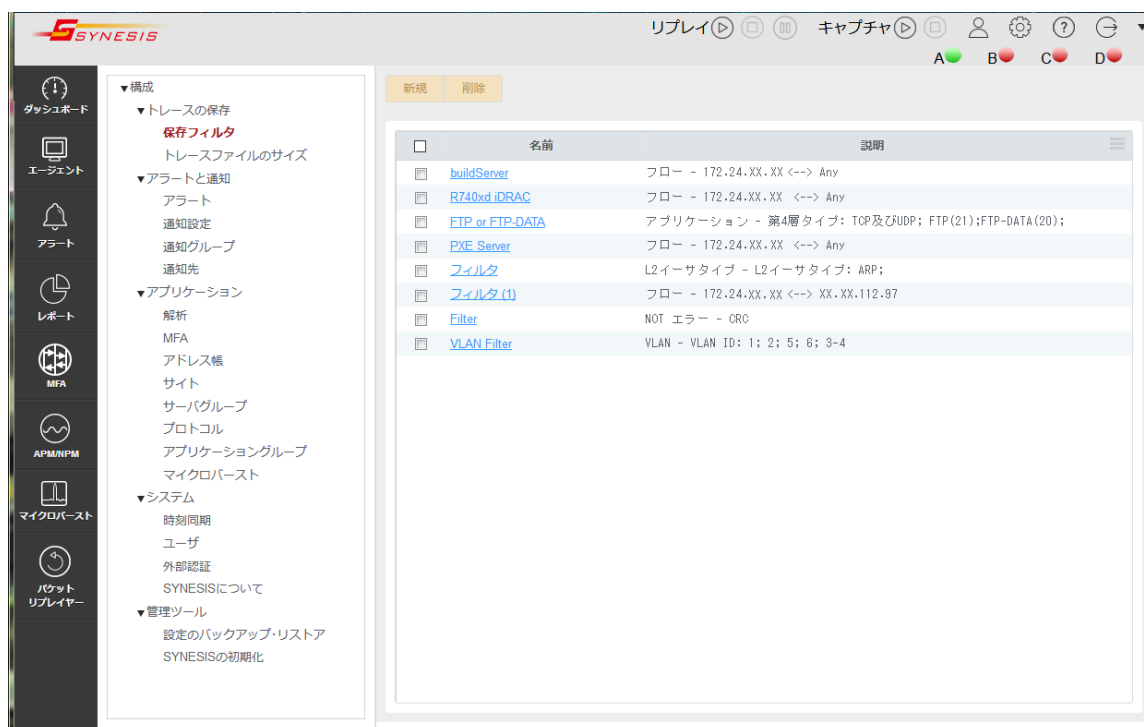 SYNESIS
リプレイ キャプチャ
A B C D
ダッシュボード
エージェント
アラート
レポート
MFA
APM/NPM
マイクロバースト
パケット
リプレイヤー
▼構成
▼トレースの保存
保存フィルタ
トレースファイルのサイズ
▼アラートと通知
アラート
通知設定
通知グループ
通知先
▼アプリケーション
解析
MFA
アドレス帳
サイト
サーバグループ
プロトコル
アプリケーショングループ
マイクロバースト
▼システム
時刻同期
ユーザ
外部認証
SYNESISについて
▼管理ツール
設定のバックアップ・リストア
SYNESISの初期化
新規 削除
名前 説明
buildServer フロー - 172.24.XX.XX <--> Any
R740xd iDRAC フロー - 172.24.XX.XX <--> Any
FTP or FTP-DATA アプリケーション - 第4層タイプ: TCP及びUDP; FTP(21);FTP-DATA(20);
PXE Server フロー - 172.24.XX.XX <--> Any
フィルタ L2イーサタイプ - L2イーサタイプ: ARP;
フィルタ (1) フロー - 172.24.XX.XX <--> XX.XX.112.97
Filter NOT エラー - CRC
VLAN Filter VLAN - VLAN ID: 1; 2; 5; 6; 3-4